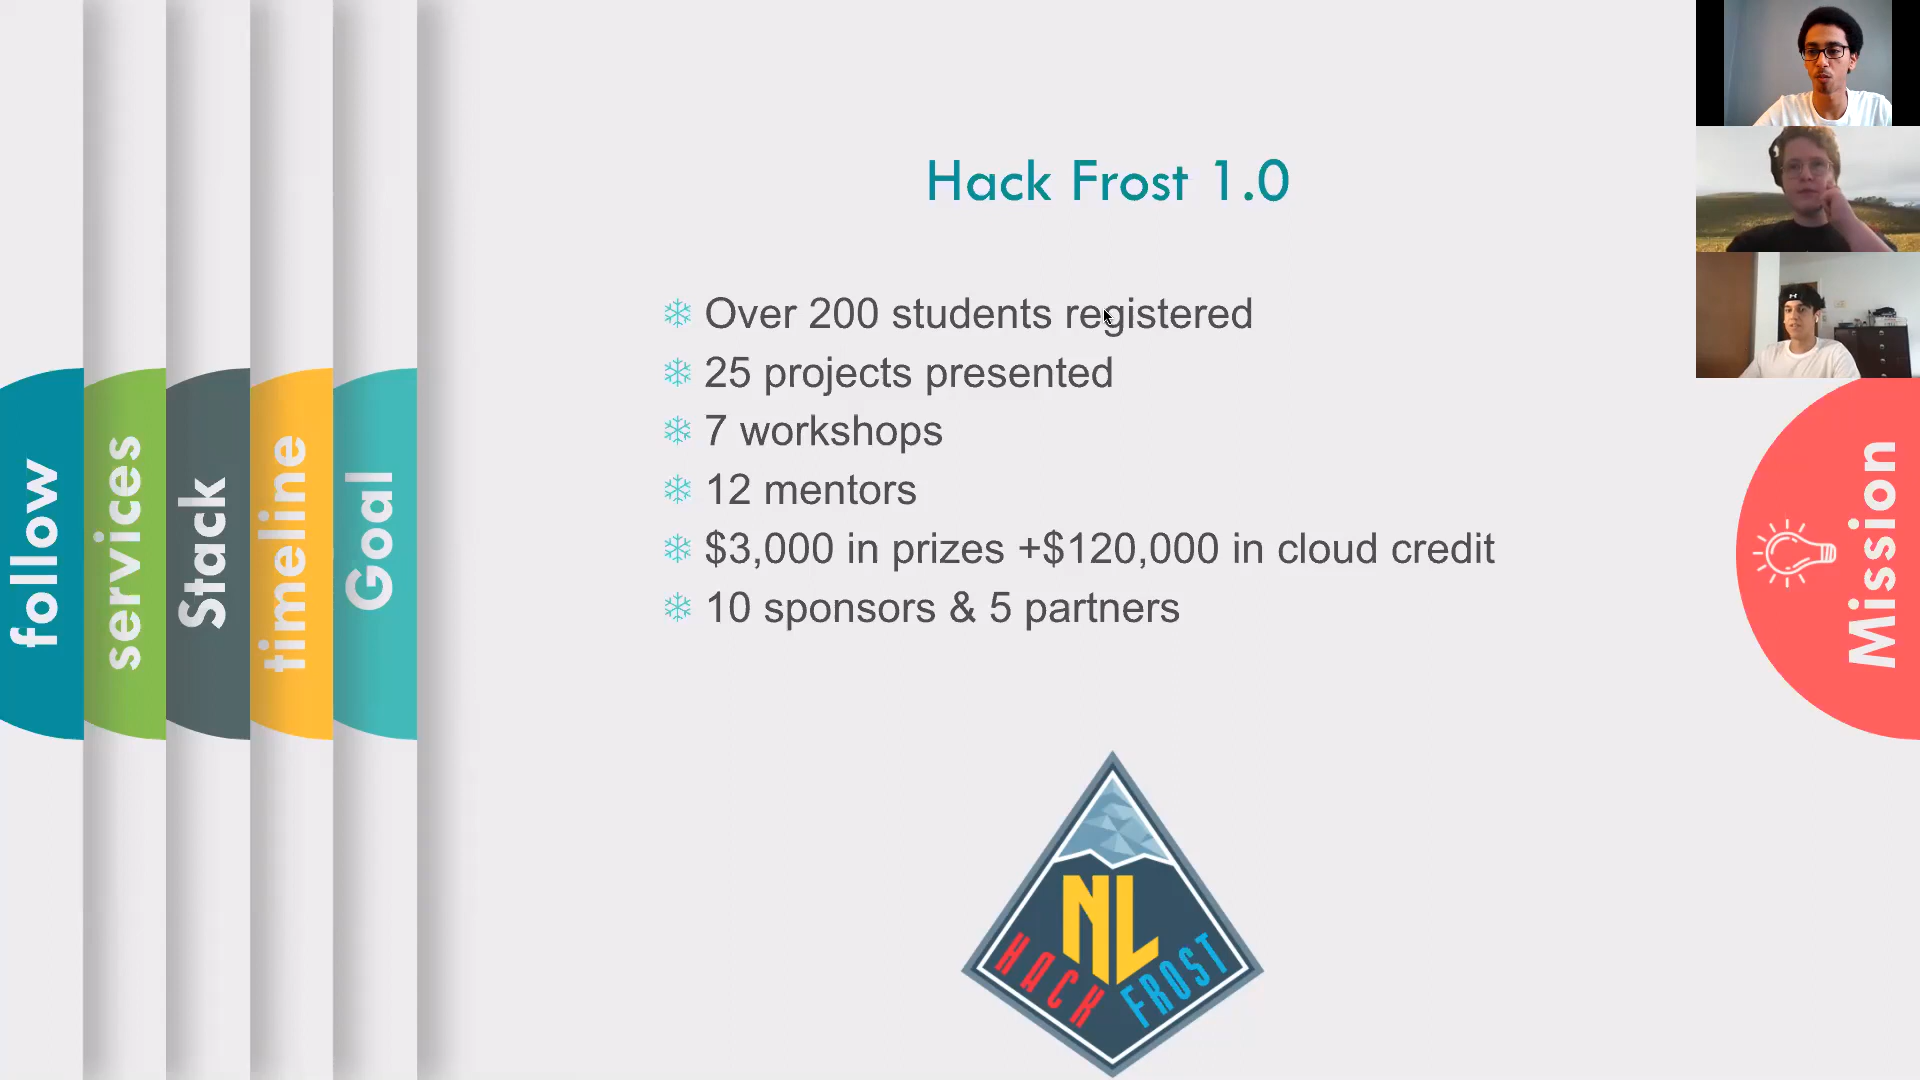 Hack Frost 1.0
Over 200 students registered
25 projects presented
7 workshops
12 mentors
$3,000 in prizes +$120,000 in cloud credit
10 sponsors & 5 partners
follow
services
Stack
timeline
Goal
Mission
NL
HACK FROST